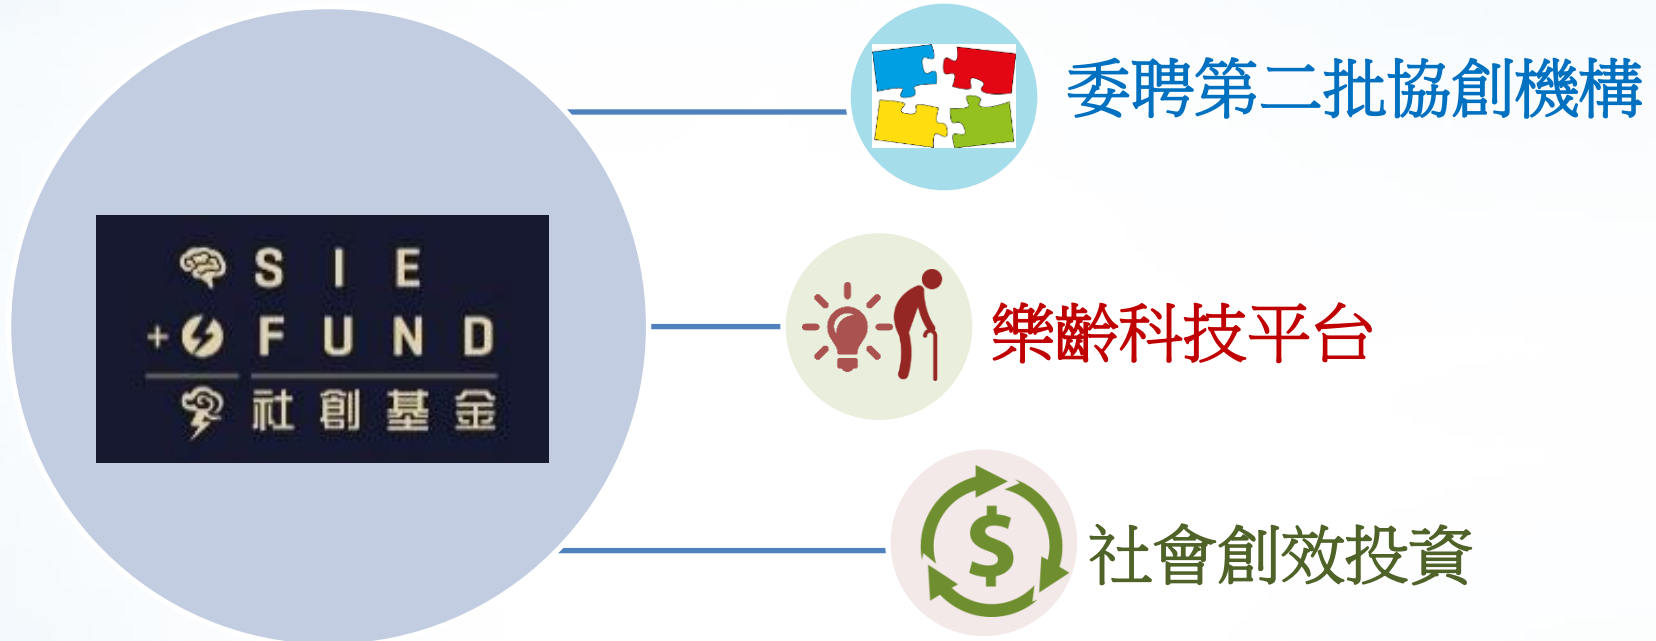 SIE
+ FUND
社創基金
委聘第二批協創機構
樂齡科技平台
$
社會創效投資